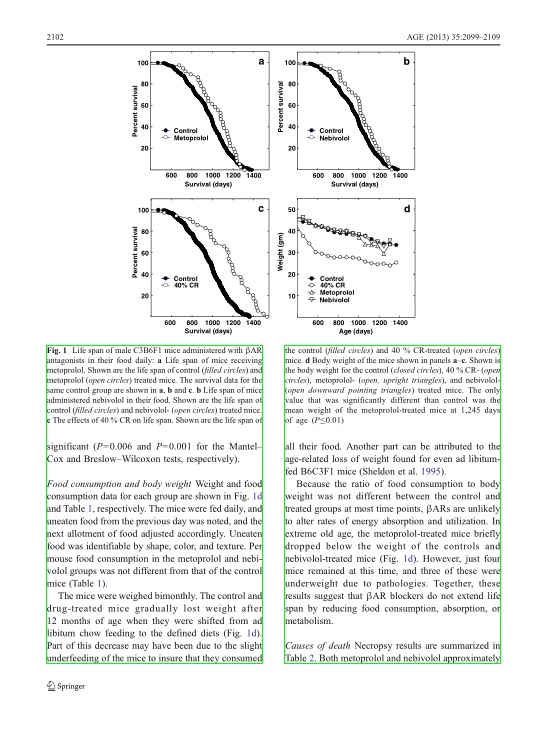 2102
AGE (2013) 35:2099–2109
a
100
80
60
40
20
Percent survival
Control
Metoprolol
600 800 1000 1200 1400
Survival (days)
b
100
80
60
40
20
Percent survival
Control
Nebivolol
600 800 1000 1200 1400
Survival (days)
c
100
80
60
40
20
Percent survival
Control
40% CR
600 800 1000 1200 1400
Survival (days)
d
50
40
30
20
10
Weight (gm)
Control
40% CR
Metoprolol
Nebivolol
600 800 1000 1200 1400
Age (days)
Fig. 1 Life span of male C3B6F1 mice administered with βAR
antagonists in their food daily: a Life span of mice receiving
metoprolol. Shown are the life span of control (filled circles) and
metoprolol (open circles) treated mice. The survival data for the
same control group are shown in a, b and c. b Life span of mice
administered nebivolol in their food. Shown are the life span of
control (filled circles) and nebivolol- (open circles) treated mice.
c The effects of 40 % CR on life span. Shown are the life span of
the control (filled circles) and 40 % CR-treated (open circles)
mice. d Body weight of the mice shown in panels a–c. Shown is
the body weight for the control (closed circles), 40 % CR- (open
circles), metoprolol- (open, upright triangles), and nebivolol-
(open downward pointing triangles) treated mice. The only
value that was significantly different than control was the
mean weight of the metoprolol-treated mice at 1,245 days
of age (P≤0.01)
significant (P=0.006 and P=0.001 for the Mantel–
Cox and Breslow–Wilcoxon tests, respectively).
Food consumption and body weight Weight and food
consumption data for each group are shown in Fig. 1d
and Table 1, respectively. The mice were fed daily, and
uneaten food from the previous day was noted, and the
next allotment of food adjusted accordingly. Uneaten
food was identifiable by shape, color, and texture. Per
mouse food consumption in the metoprolol and nebi-
volol groups was not different from that of the control
mice (Table 1).
The mice were weighed bimonthly. The control and
drug-treated mice gradually lost weight after
12 months of age when they were shifted from ad
libitum chow feeding to the defined diets (Fig. 1d).
Part of this decrease may have been due to the slight
underfeeding of the mice to insure that they consumed
all their food. Another part can be attributed to the
age-related loss of weight found for even ad libitum-
fed B6C3F1 mice (Sheldon et al. 1995).
Because the ratio of food consumption to body
weight was not different between the control and
treated groups at most time points, βARs are unlikely
to alter rates of energy absorption and utilization. In
extreme old age, the metoprolol-treated mice briefly
dropped below the weight of the controls and
nebivolol-treated mice (Fig. 1d). However, just four
mice remained at this time, and three of these were
underweight due to pathologies. Together, these
results suggest that βAR blockers do not extend life
span by reducing food consumption, absorption, or
metabolism.
Causes of death Necropsy results are summarized in
Table 2. Both metoprolol and nebivolol approximately
Springer